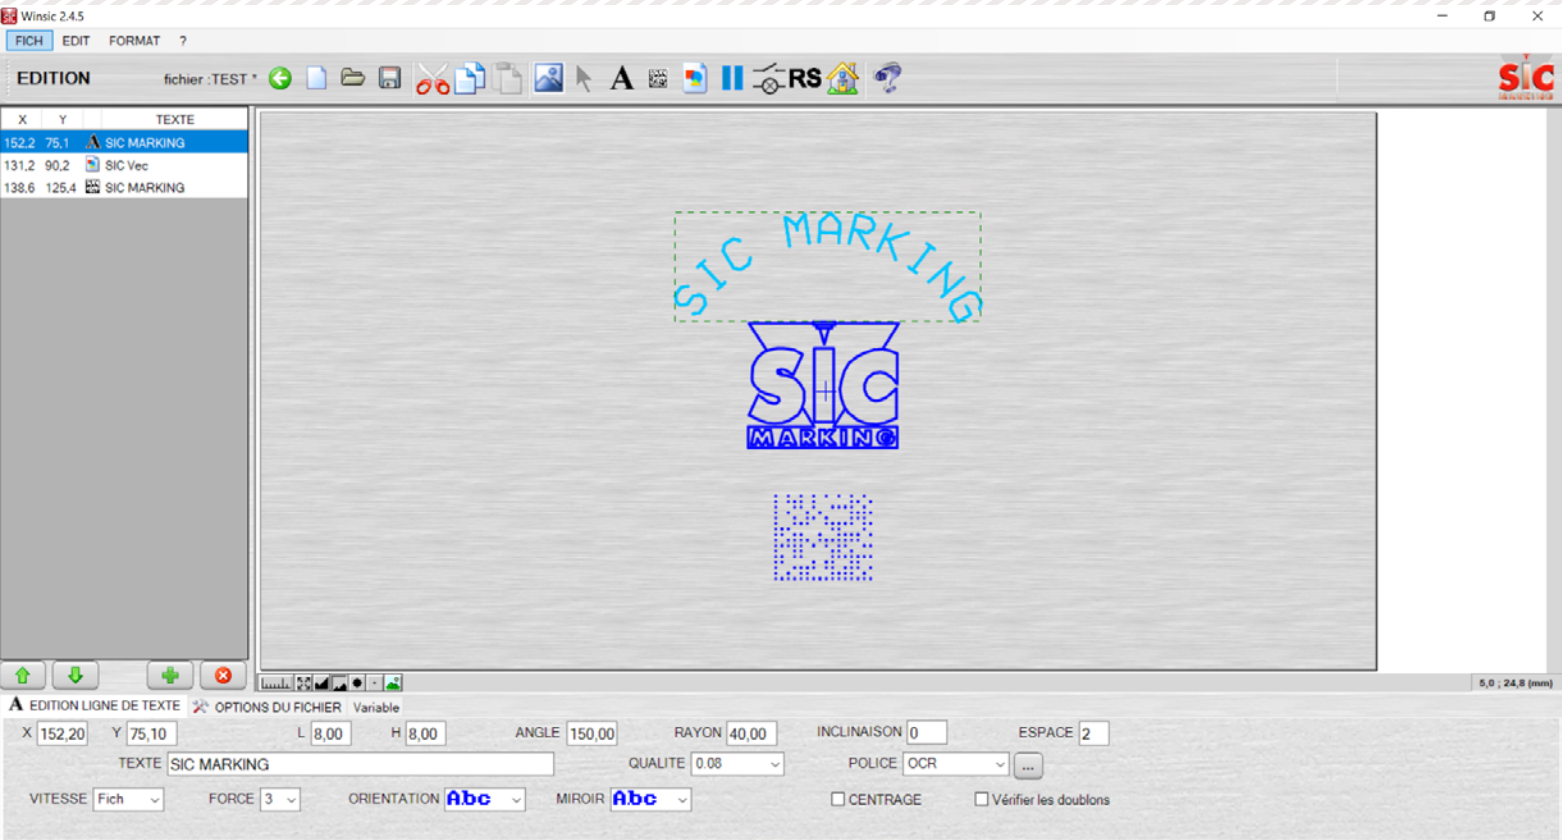 Winsic 2.4.5
FICH EDIT FORMAT ?
EDITION fichier :TEST * RS SIC
X Y TEXTE
152,2 75,1 A SIC MARKING
131,2 90,2 SIC Vec
138,6 125,4 SIC MARKING
SIC MARKING
SIC
MARKING
5,0 ; 24,8 (mm)
A EDITION LIGNE DE TEXTE OPTIONS DU FICHIER Variable
X 152,20 Y 75,10 L 8,00 H 8,00 ANGLE 150,00 RAYON 40,00 INCLINAISON 0 ESPACE 2
TEXTE SIC MARKING QUALITE 0.08 POLICE OCR ...
VITESSE Fich FORCE 3 ORIENTATION Abc MIROIR Abc CENTRAGE Vérifier les doublons